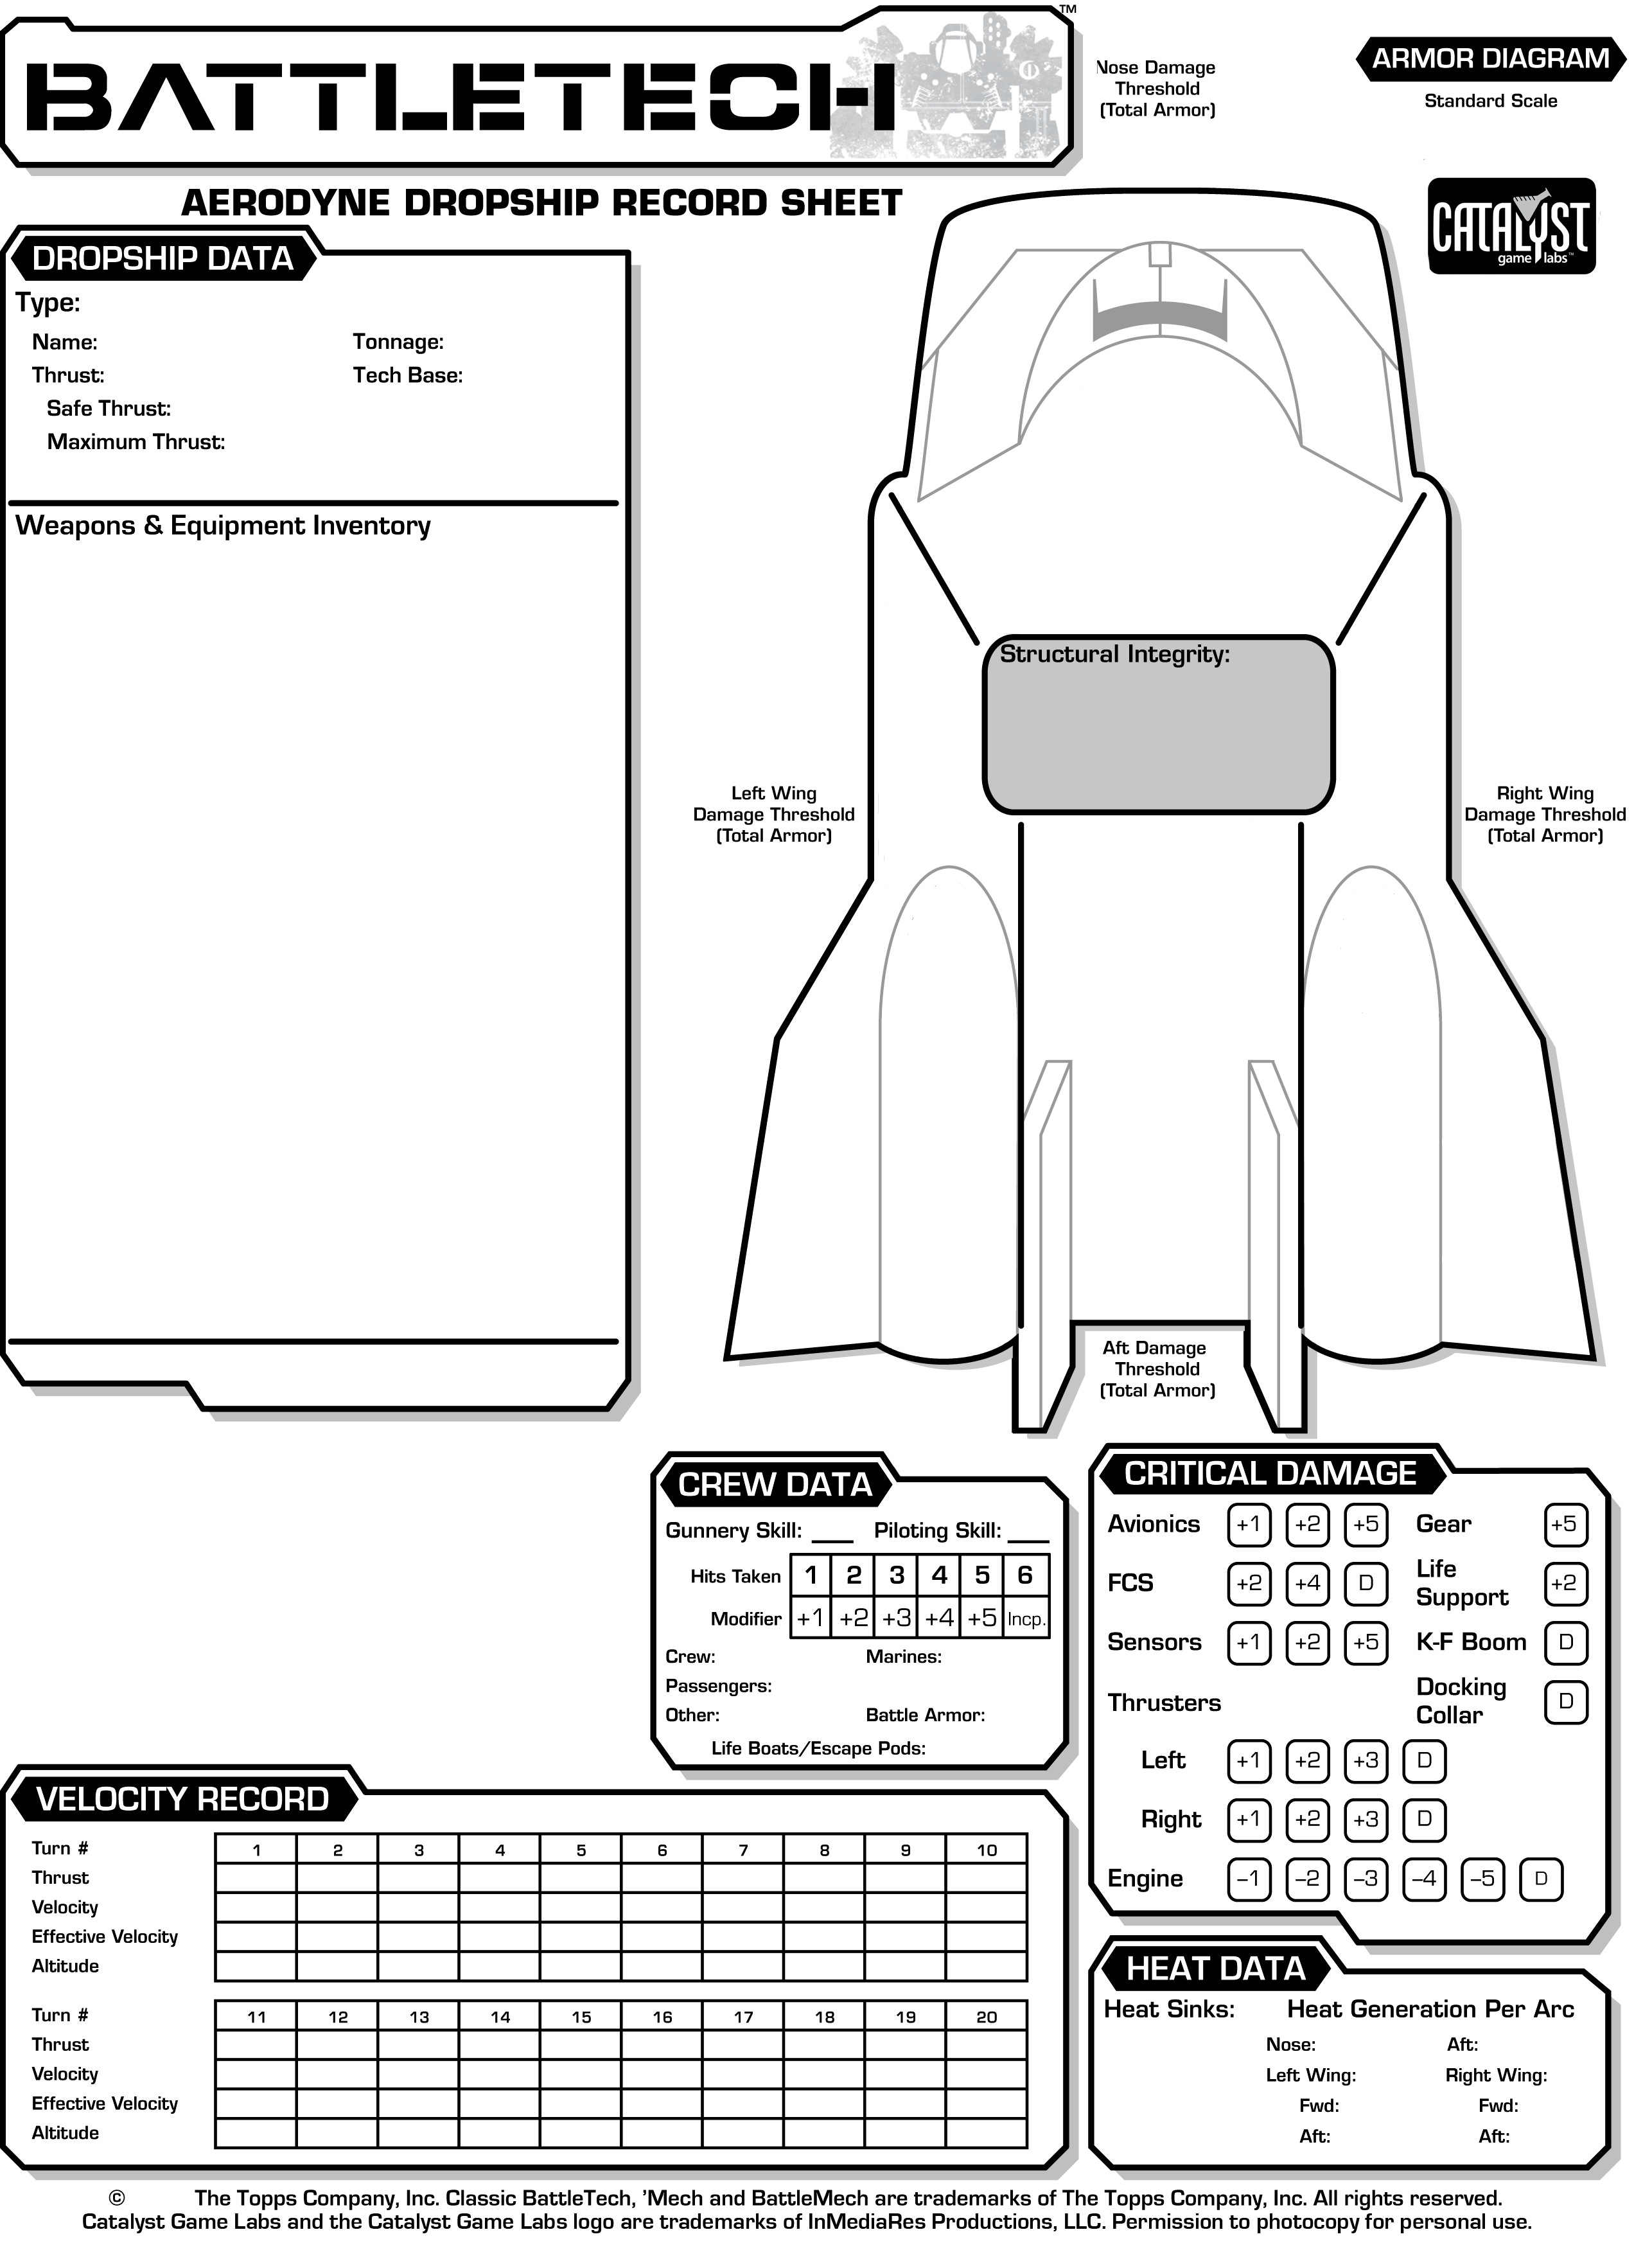 BATTLETECH
TM
Nose Damage
Threshold
(Total Armor)
ARMOR DIAGRAM
Standard Scale
CATALYST
game labs™
AERODYNE DROPSHIP RECORD SHEET
DROPSHIP DATA
Type:
Name: Tonnage:
Thrust: Tech Base:
Safe Thrust:
Maximum Thrust:
Weapons & Equipment Inventory
Structural Integrity:
Left Wing
Damage Threshold
(Total Armor)
Right Wing
Damage Threshold
(Total Armor)
Aft Damage
Threshold
(Total Armor)
CREW DATA
Gunnery Skill: ___ Piloting Skill: ___
Hits Taken 1 2 3 4 5 6
Modifier +1 +2 +3 +4 +5 Incp.
Crew: Marines:
Passengers:
Other: Battle Armor:
Life Boats/Escape Pods:
CRITICAL DAMAGE
Avionics +1 +2 +5 Gear +5
FCS +2 +4 D Life
Support +2
Sensors +1 +2 +5 K-F Boom D
Thrusters Docking
Collar D
Left +1 +2 +3 D
Right +1 +2 +3 D
Engine –1 –2 –3 –4 –5 D
VELOCITY RECORD
Turn # 1 2 3 4 5 6 7 8 9 10
Thrust
Velocity
Effective Velocity
Altitude
Turn # 11 12 13 14 15 16 17 18 19 20
Thrust
Velocity
Effective Velocity
Altitude
HEAT DATA
Heat Sinks: Heat Generation Per Arc
Nose: Aft:
Left Wing: Right Wing:
Fwd: Fwd:
Aft: Aft:
© The Topps Company, Inc. Classic BattleTech, 'Mech and BattleMech are trademarks of The Topps Company, Inc. All rights reserved.
Catalyst Game Labs and the Catalyst Game Labs logo are trademarks of InMediaRes Productions, LLC. Permission to photocopy for personal use.